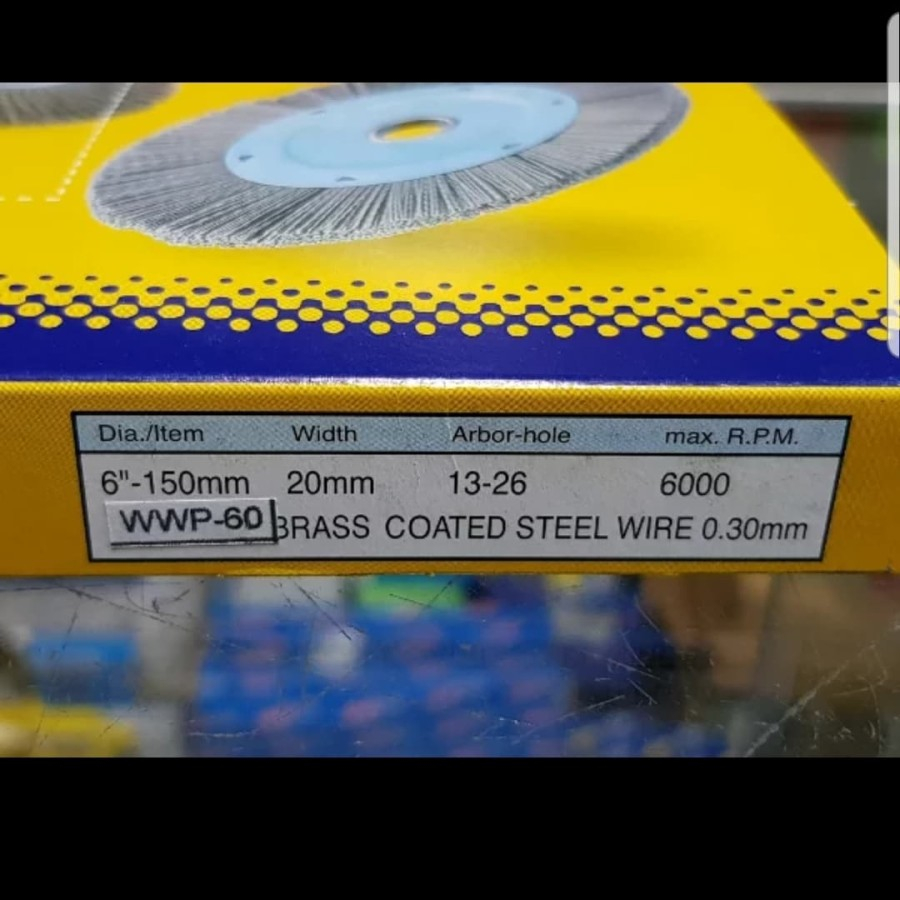 Dia./Item Width Arbor-hole max. R.P.M.
6"-150mm 20mm 13-26 6000
WWP-60 BRASS COATED STEEL WIRE 0.30mm